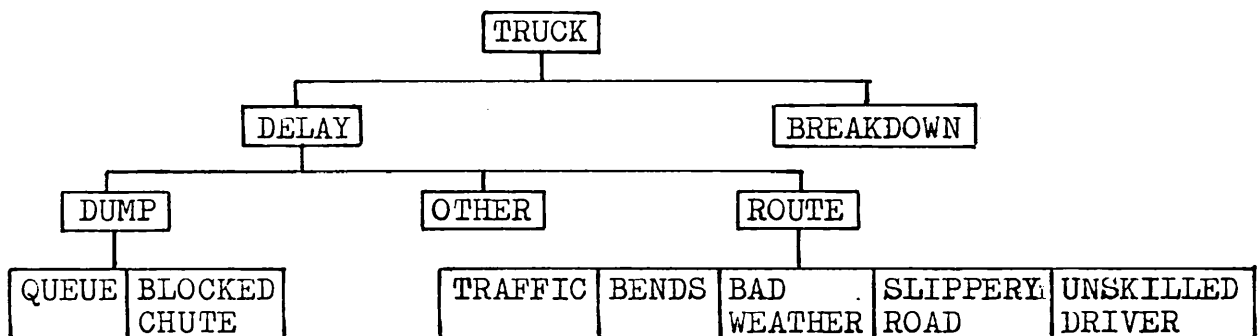 TRUCK
DELAY BREAKDOWN
DUMP OTHER ROUTE
QUEUE BLOCKED TRAFFIC BENDS BAD SLIPPERY UNSKILLED
CHUTE WEATHER ROAD DRIVER